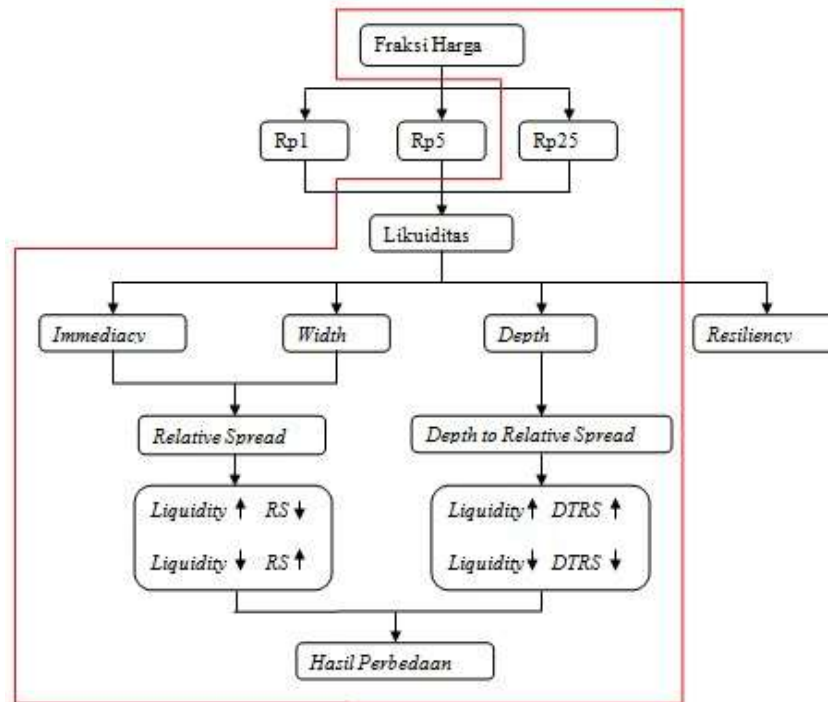 Fraksi Harga
Rp1 Rp5 Rp25
Likuiditas
Immediacy Width Depth Resiliency
Relative Spread Depth to Relative Spread
Liquidity ↑ RS ↓ Liquidity ↑ DTRS ↑
Liquidity ↓ RS ↑ Liquidity ↓ DTRS ↓
Hasil Perbedaan